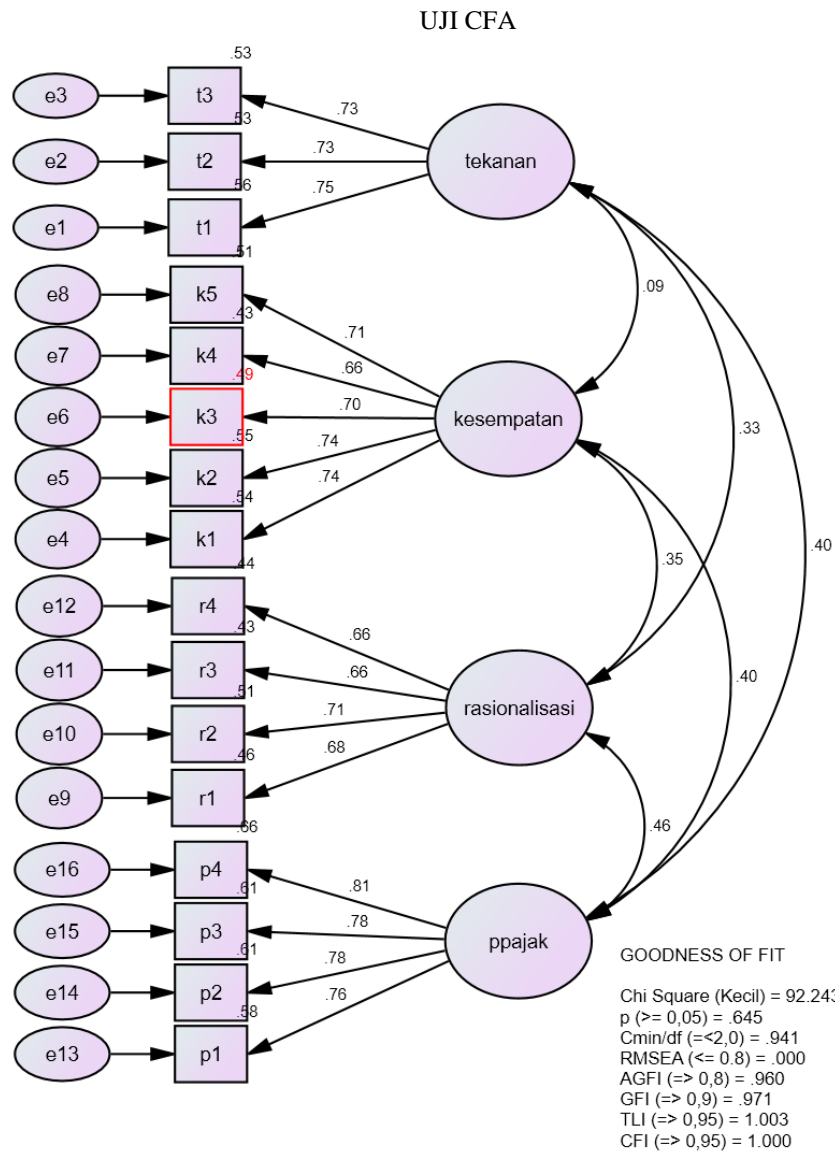 UJI CFA
.53
e3 t3 .73
.53
e2 t2 .73 tekanan
.56
e1 t1 .75
.51
e8 k5 .71 .09
.43
e7 k4 .66
.49
e6 k3 .70 kesempatan .33
.55
e5 k2 .74
.54
e4 k1 .74
.44 .35 .40
e12 r4 .66
.43
e11 r3 .66 .40
.51
e10 r2 .71 rasionalisasi
.46
e9 r1 .68
.66 .46
e16 p4 .81
.61
e15 p3 .78 ppajak
.61
e14 p2 .78
.58
e13 p1 .76
GOODNESS OF FIT
Chi Square (Kecil) = 92.243
p (>= 0,05) = .645
Cmin/df (=<2,0) = .941
RMSEA (<= 0.8) = .000
AGFI (=> 0,8) = .960
GFI (=> 0,9) = .971
TLI (=> 0,95) = 1.003
CFI (=> 0,95) = 1.000